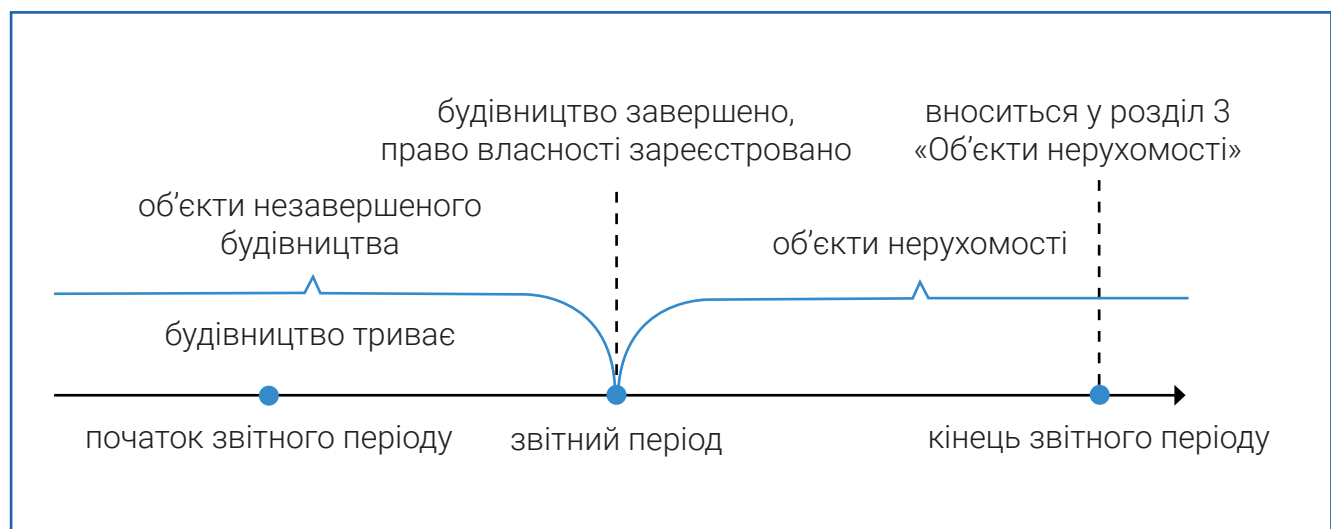 будівництво завершено,
право власності зареєстровано
вноситься у розділ 3
«Об’єкти нерухомості»
об’єкти незавершеного
будівництва
об’єкти нерухомості
будівництво триває
початок звітного періоду
звітний період
кінець звітного періоду